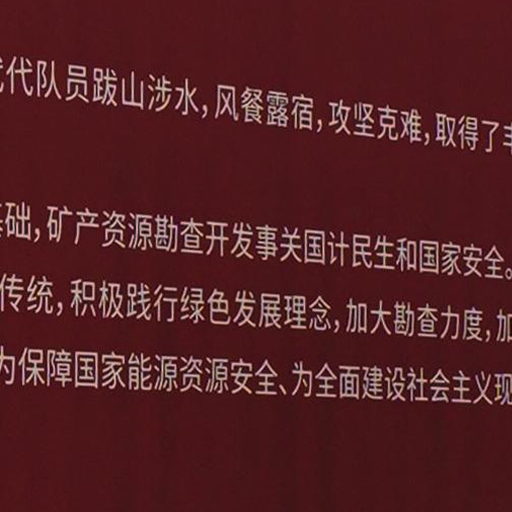 代队员跋山涉水，风餐露宿，攻坚克难，取得了
础，矿产资源勘查开发事关国计民生和国家安全。
传统，积极践行绿色发展理念，加大勘查力度，加
为保障国家能源资源安全、为全面建设社会主义现